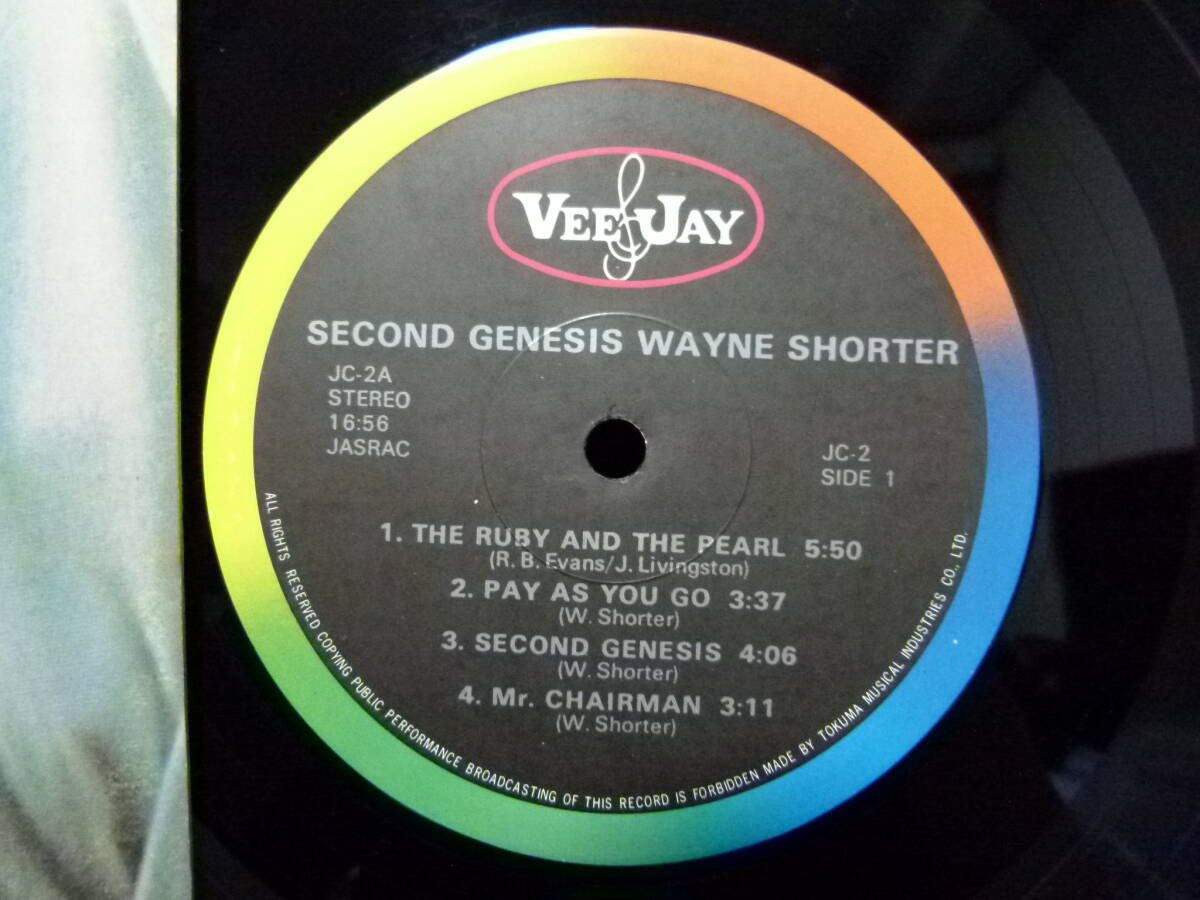 VEE JAY
SECOND GENESIS WAYNE SHORTER
JC-2A
STEREO
16:56
JASRAC
JC-2
SIDE 1
1. THE RUBY AND THE PEARL 5:50
(R. B. Evans/J. Livingston)
2. PAY AS YOU GO 3:37
(W. Shorter)
3. SECOND GENESIS 4:06
(W. Shorter)
4. Mr. CHAIRMAN 3:11
(W. Shorter)
ALL RIGHTS RESERVED COPYING PUBLIC PERFORMANCE BROADCASTING OF THIS RECORD IS FORBIDDEN MADE BY TOKUMA MUSICAL INDUSTRIES CO., LTD.